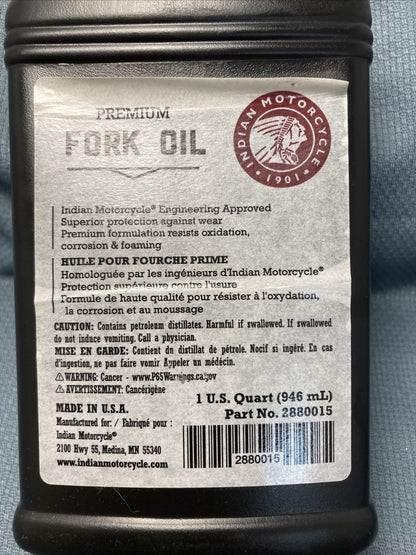 PREMIUM
FORK OIL
INDIAN MOTORCYCLE
• 1901 •
Indian Motorcycle® Engineering Approved
Superior protection against wear
Premium formulation resists oxidation,
corrosion & foaming
HUILE POUR FOURCHE PRIME
Homologuée par les ingénieurs d'Indian Motorcycle®
Protection supérieure contre l'usure
Formule de haute qualité pour résister à l'oxydation,
la corrosion et au moussage
CAUTION: Contains petroleum distillates. Harmful if swallowed. If swallowed
do not induce vomiting. Call a physician.
MISE EN GARDE: Contient du distillat de pétrole. Nocif si ingéré. En cas
d'ingestion, ne pas faire vomir Appeler un médecin.
⚠WARNING: Cancer - www.P65Warnings.ca.gov
⚠AVERTISSEMENT: Cancérigène
1 U.S. Quart (946 mL)
Part No. 2880015
MADE IN U.S.A.
Manufactured for: / Fabriqué pour :
Indian Motorcycle®
2100 Hwy 55, Medina, MN 55340
www.indianmotorcycle.com
2880015